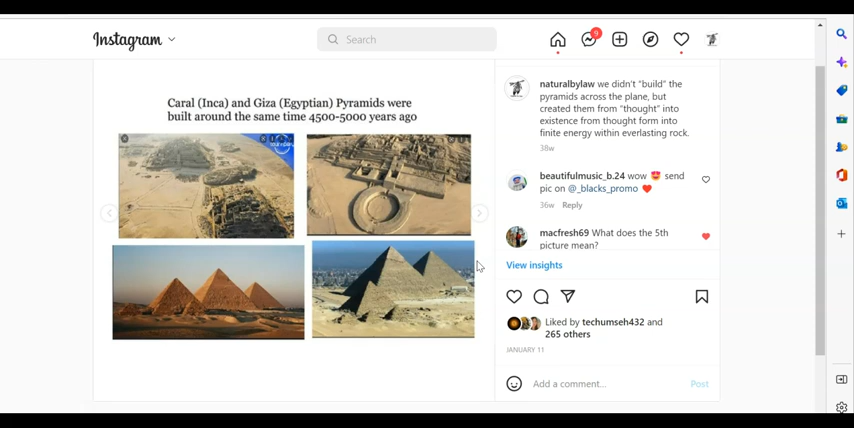 Instagram
Search
9
Caral (Inca) and Giza (Egyptian) Pyramids were
built around the same time 4500-5000 years ago
naturalbylaw we didn't "build" the
pyramids across the plane, but
created them from "thought" into
existence from thought form into
finite energy within everlasting rock.
38w
beautifulmusic_b.24 wow 😍 send
pic on @_blacks_promo ❤️
36w Reply
macfresh69 What does the 5th
picture mean?
View insights
Liked by techumseh432 and
265 others
JANUARY 11
Add a comment...
Post